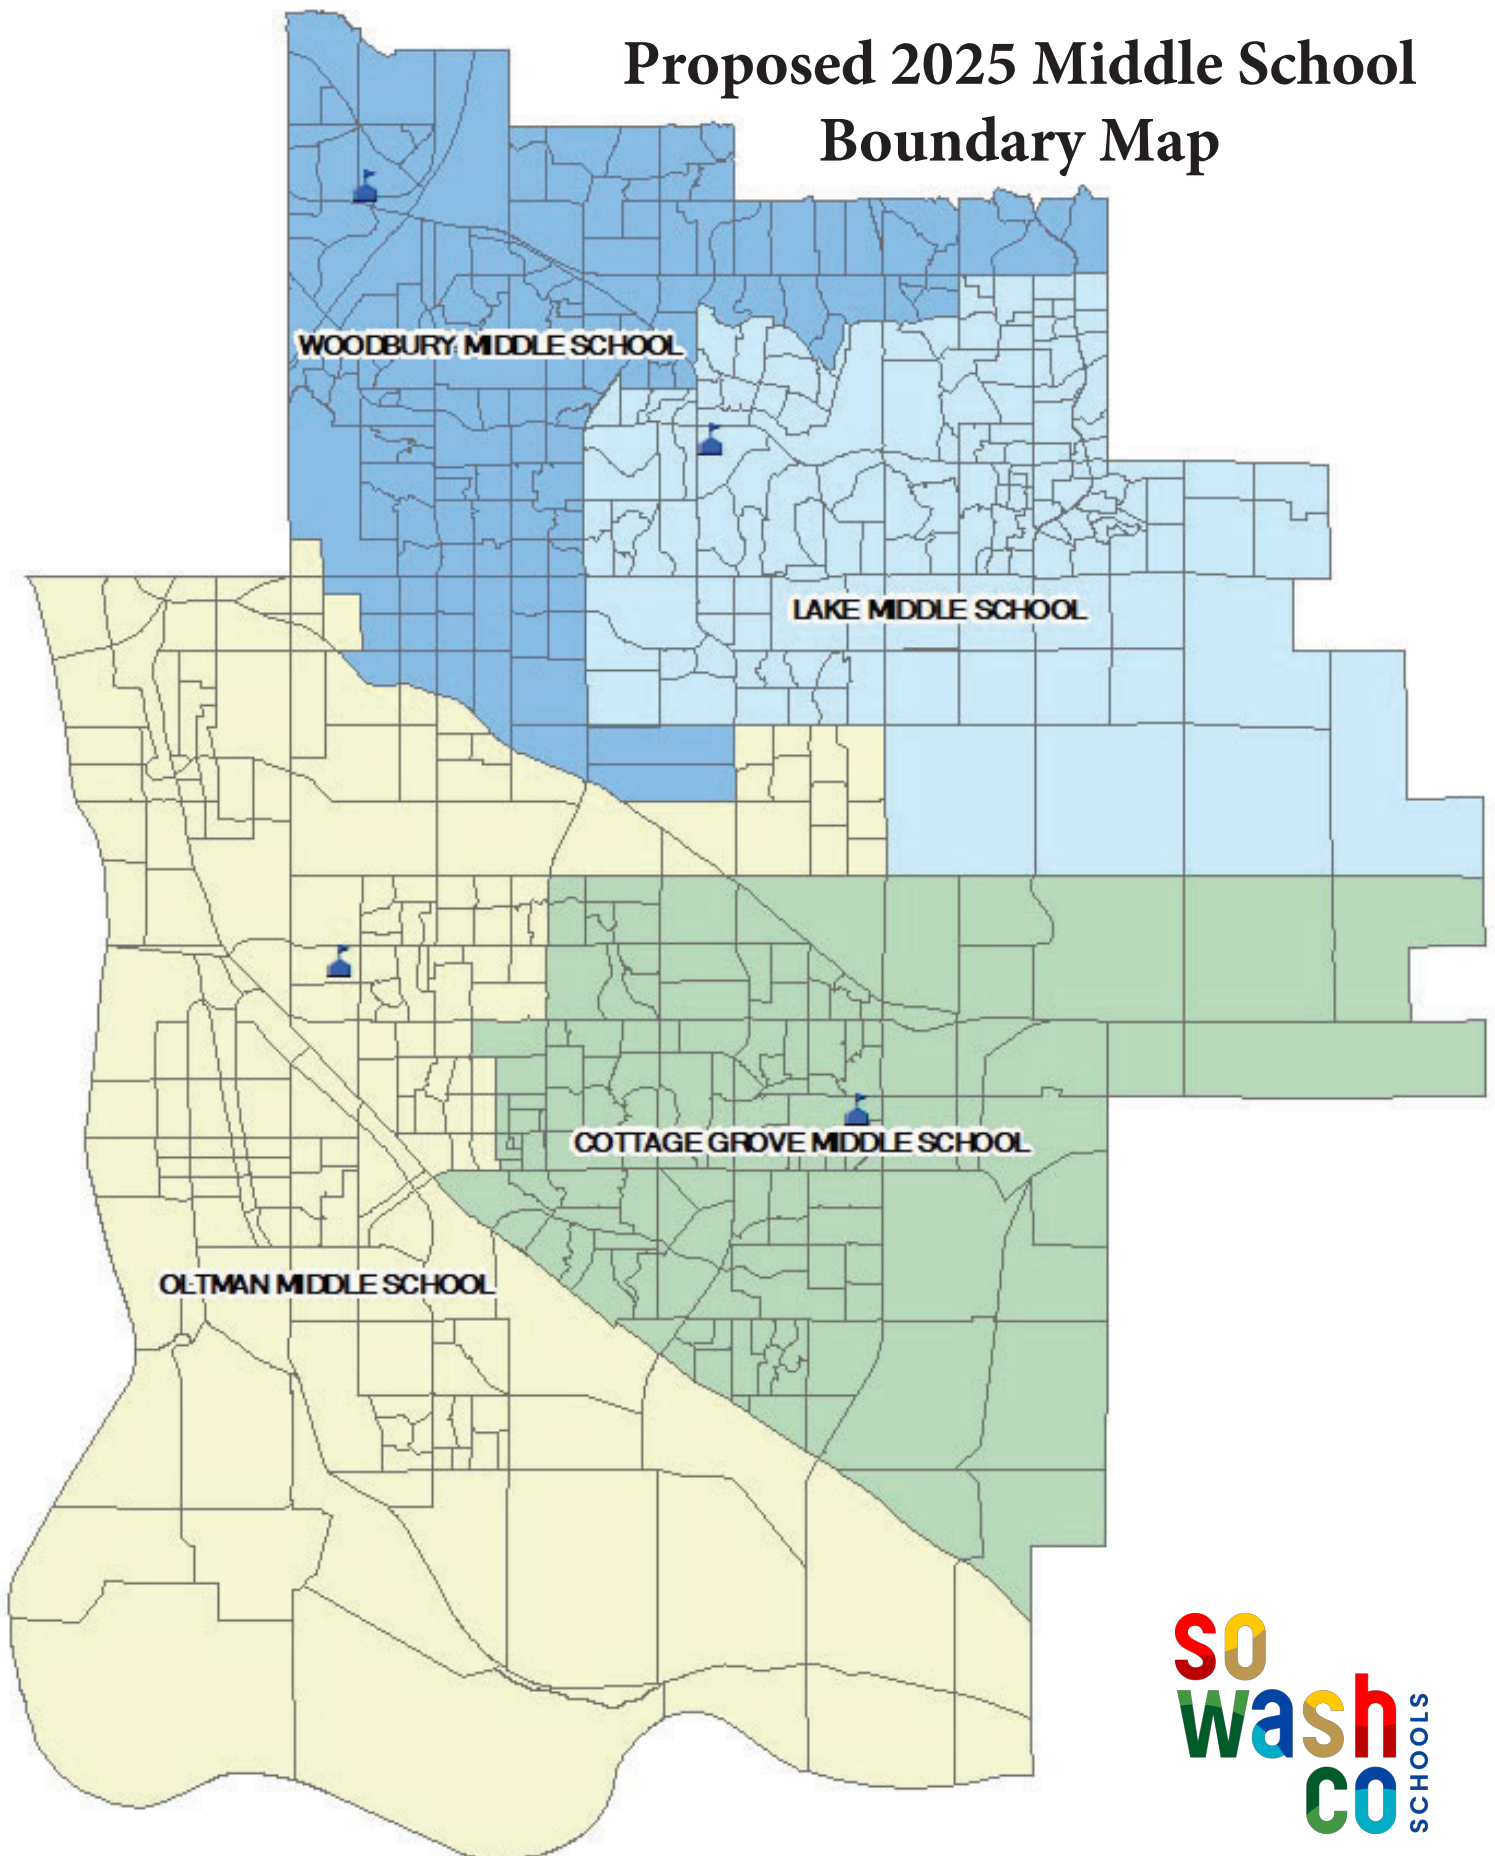 Proposed 2025 Middle School
Boundary Map
WOODBURY MIDDLE SCHOOL
LAKE MIDDLE SCHOOL
COTTAGE GROVE MIDDLE SCHOOL
OLTMAN MIDDLE SCHOOL
SO
wash
CO
SCHOOLS